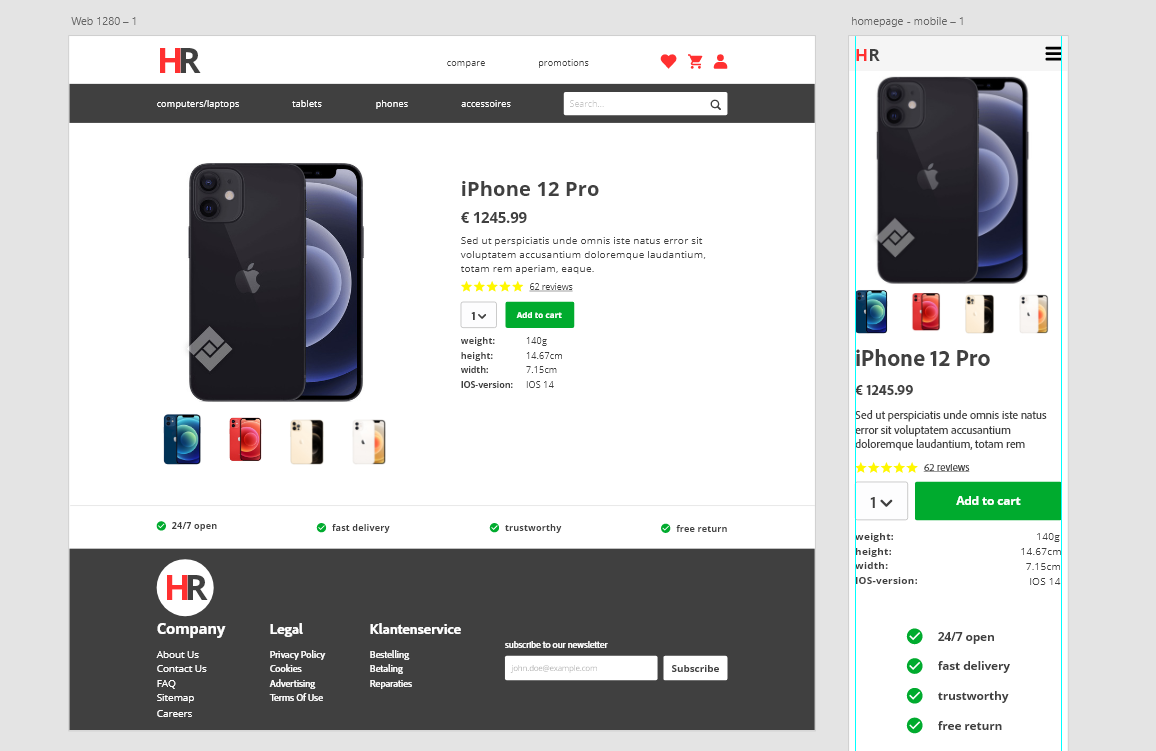 Web 1280 – 1
HR
compare
promotions
computers/laptops
tablets
phones
accessoires
Search...
iPhone 12 Pro
€ 1245.99
Sed ut perspiciatis unde omnis iste natus error sit
voluptatem accusantium doloremque laudantium,
totam rem aperiam, eaque.
62 reviews
1
Add to cart
weight: 140g
height: 14.67cm
width: 7.15cm
IOS-version: IOS 14
24/7 open
fast delivery
trustworthy
free return
HR
Company
About Us
Contact Us
FAQ
Sitemap
Careers
Legal
Privacy Policy
Cookies
Advertising
Terms Of Use
Klantenservice
Bestelling
Betaling
Reparaties
subscribe to our newsletter
john.doe@example.com
Subscribe
homepage - mobile – 1
HR
iPhone 12 Pro
€ 1245.99
Sed ut perspiciatis unde omnis iste natus
error sit voluptatem accusantium
doloremque laudantium, totam rem
62 reviews
1
Add to cart
weight: 140g
height: 14.67cm
width: 7.15cm
IOS-version: IOS 14
24/7 open
fast delivery
trustworthy
free return